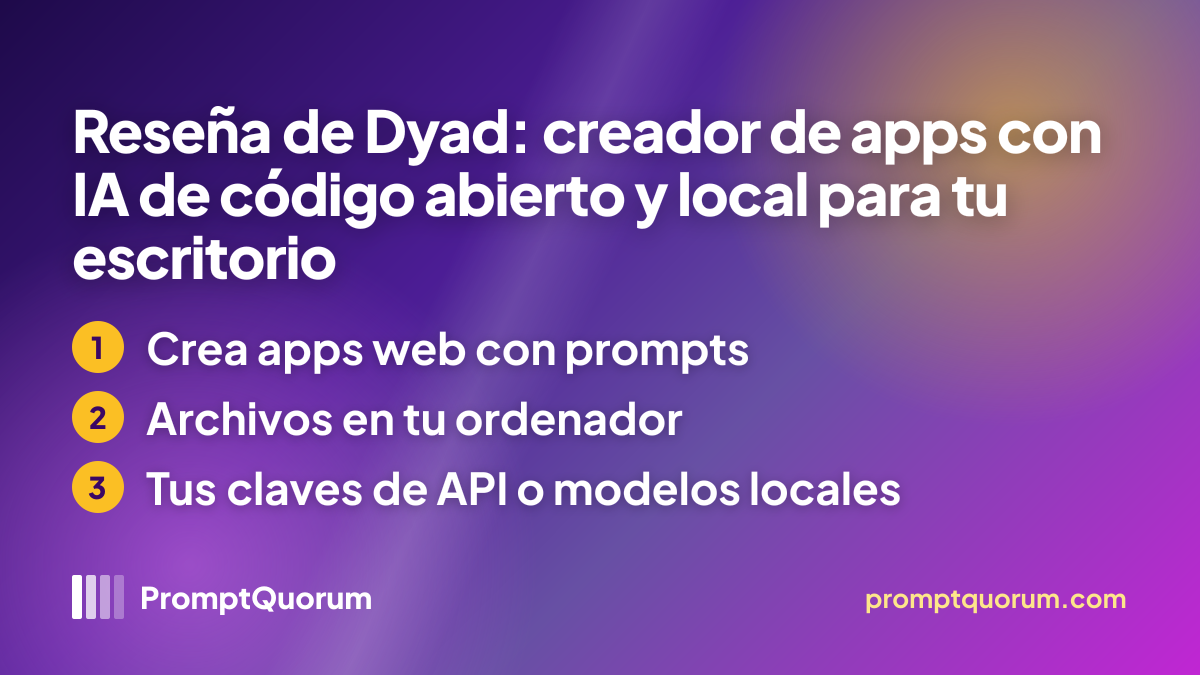 Reseña de Dyad: creador de apps con
IA de código abierto y local para tu
escritorio
1 Crea apps web con prompts
2 Archivos en tu ordenador
3 Tus claves de API o modelos locales
PromptQuorum
promptquorum.com